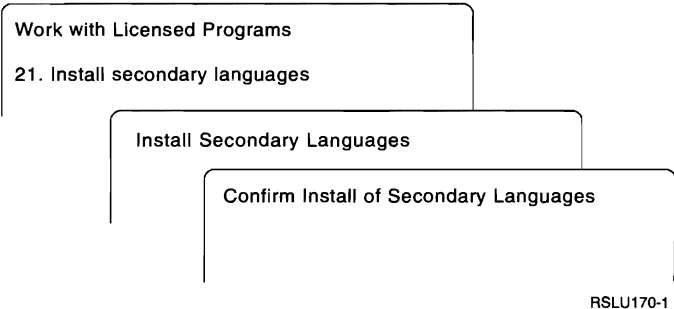 Work with Licensed Programs
21. Install secondary languages
Install Secondary Languages
Confirm Install of Secondary Languages
RSLU170-1